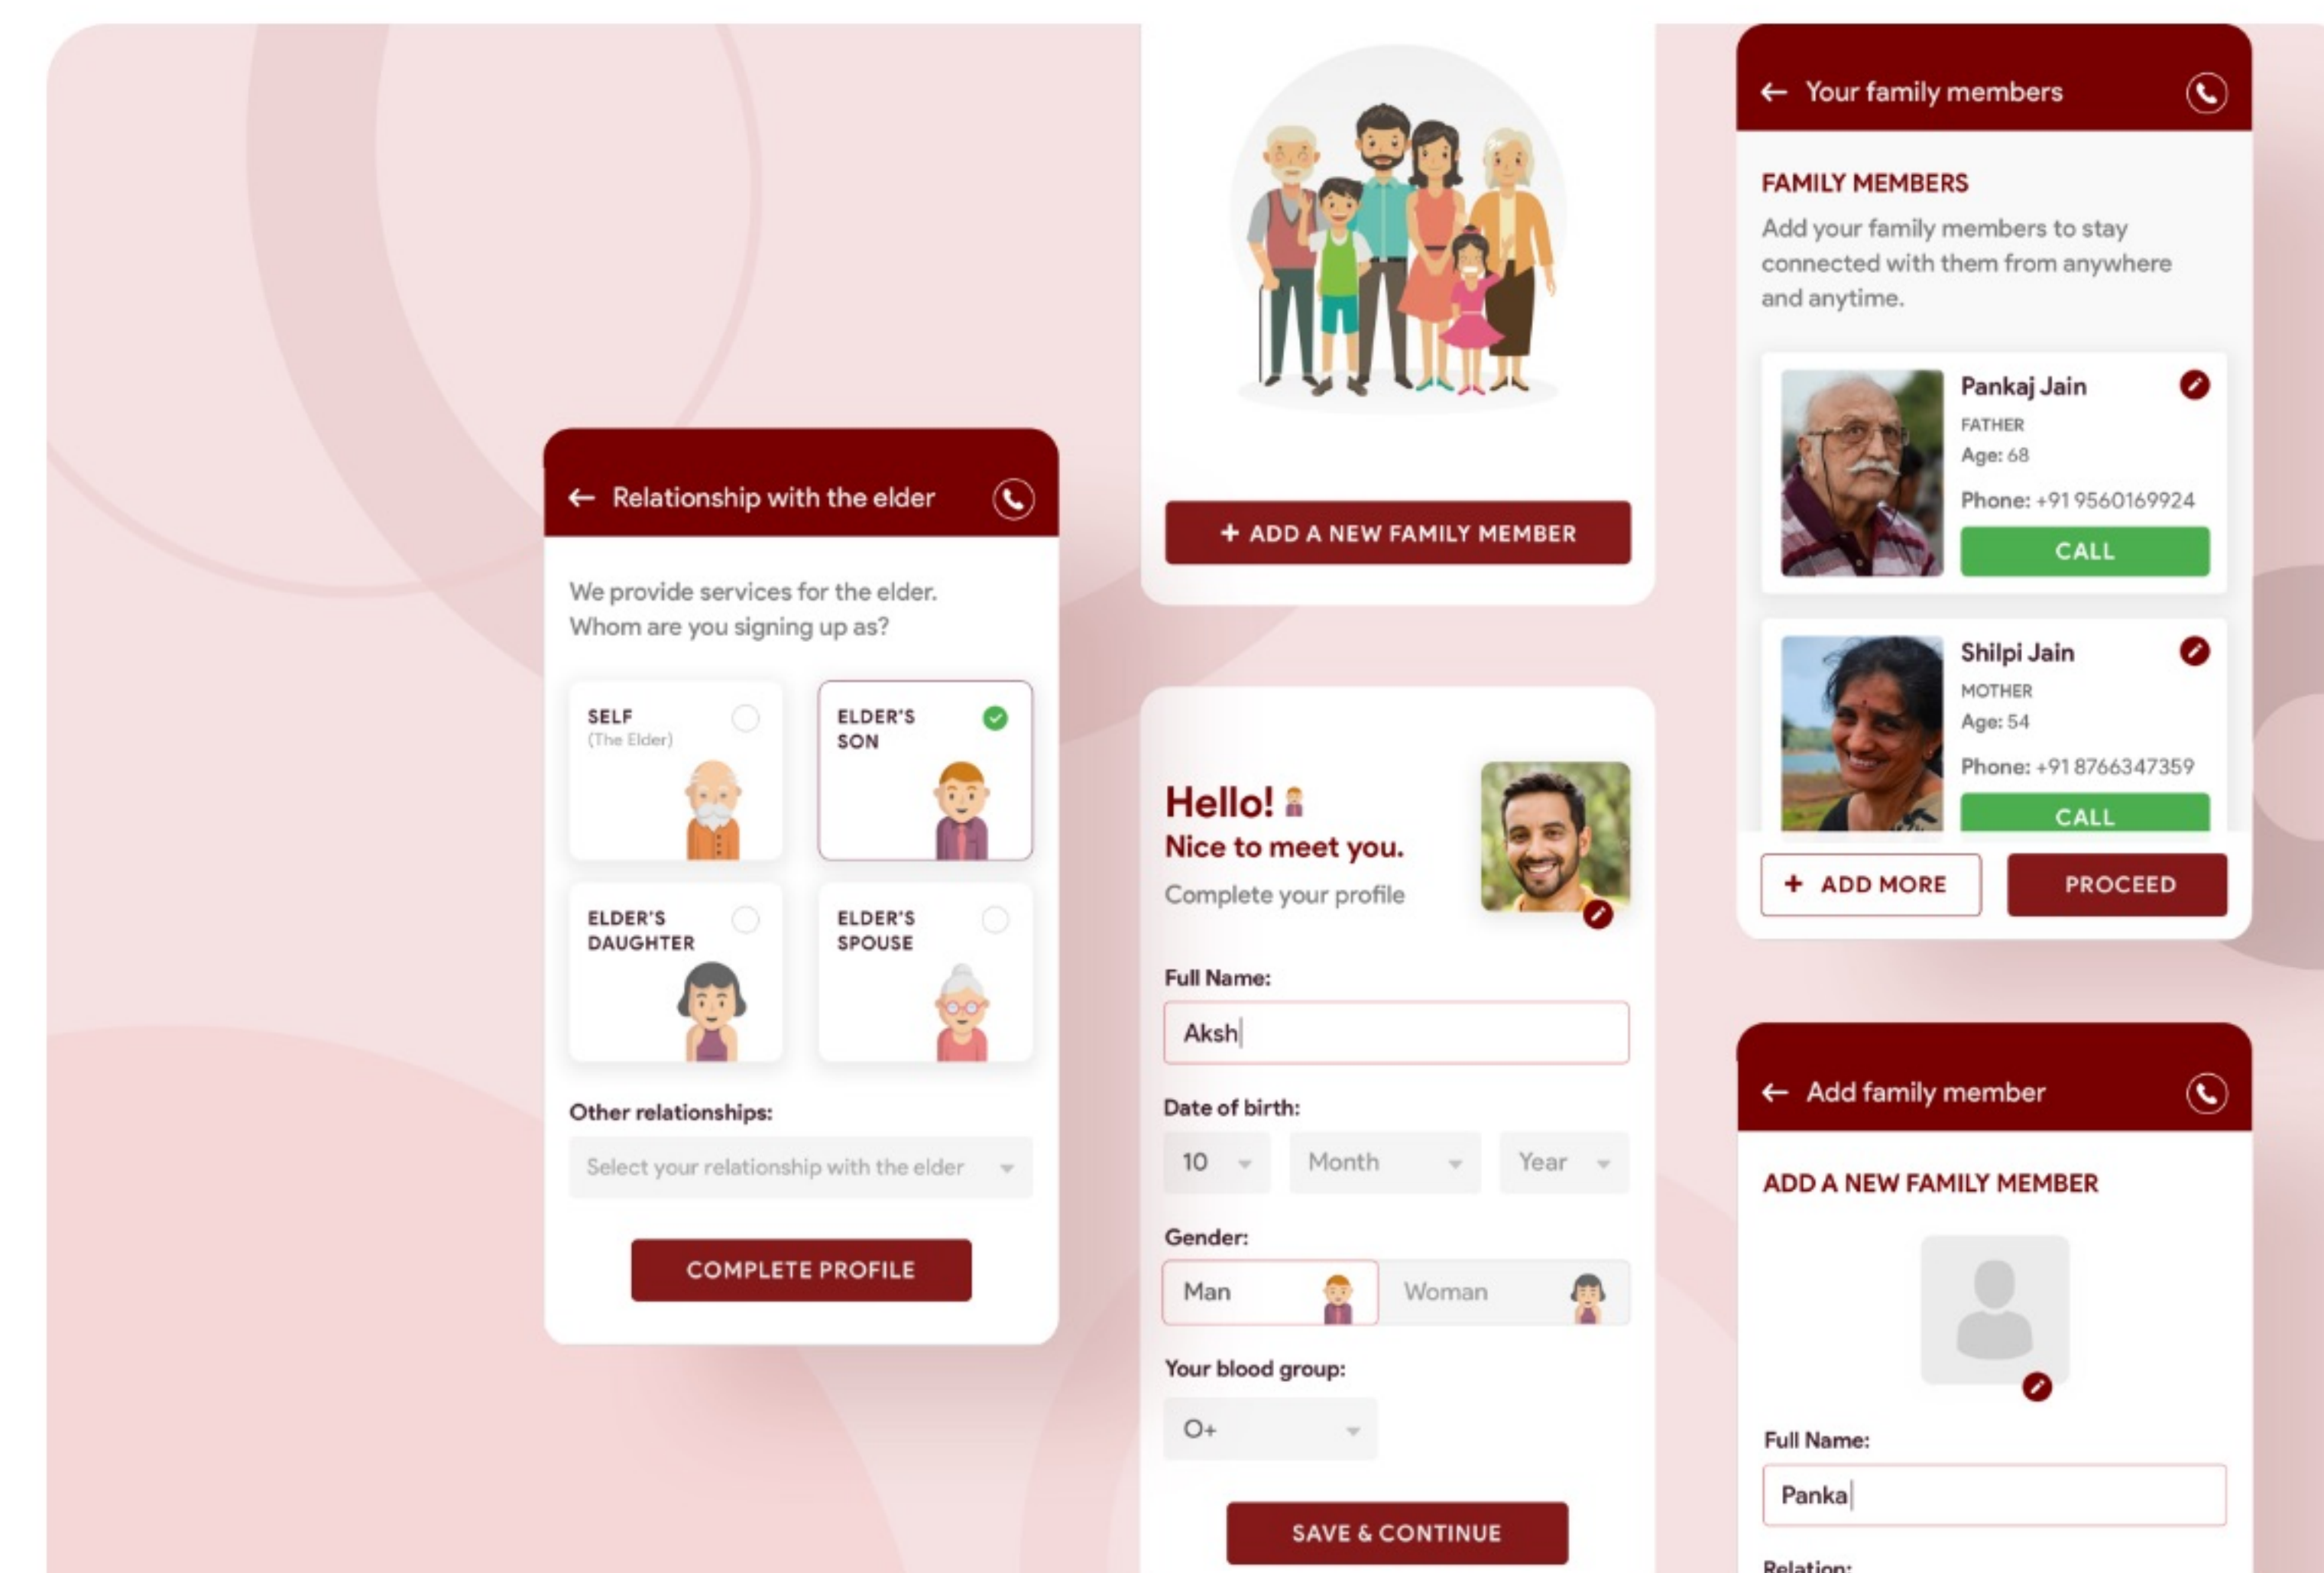 Relationship with the elder
We provide services for the elder.
Whom are you signing up as?
SELF
(The Elder)
ELDER'S
SON
ELDER'S
DAUGHTER
ELDER'S
SPOUSE
Other relationships:
Select your relationship with the elder
COMPLETE PROFILE
+ ADD A NEW FAMILY MEMBER
Hello!
Nice to meet you.
Complete your profile
Full Name:
Aksh
Date of birth:
10 Month Year
Gender:
Man Woman
Your blood group:
O+
SAVE & CONTINUE
Your family members
FAMILY MEMBERS
Add your family members to stay
connected with them from anywhere
and anytime.
Pankaj Jain
FATHER
Age: 68
Phone: +91 9560169924
CALL
Shilpi Jain
MOTHER
Age: 54
Phone: +91 8766347359
CALL
+ ADD MORE PROCEED
Add family member
ADD A NEW FAMILY MEMBER
Full Name:
Panka
Relation: